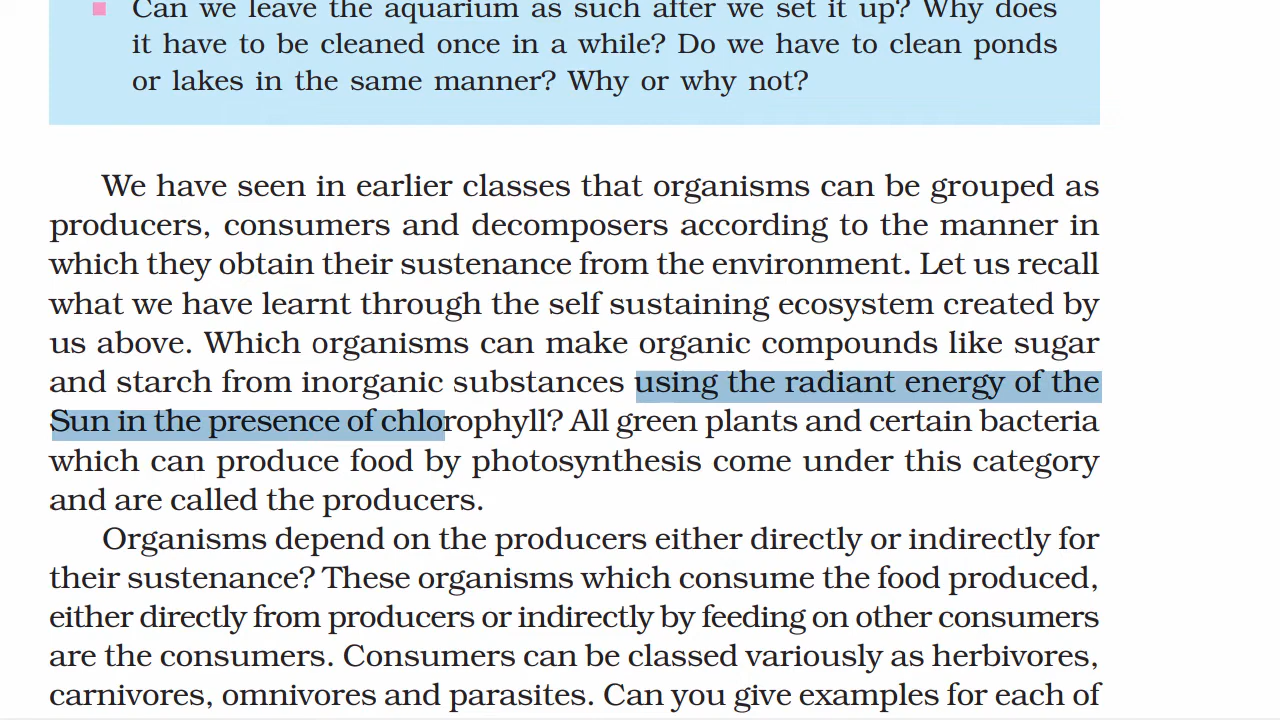 Can we leave the aquarium as such after we set it up? Why does
it have to be cleaned once in a while? Do we have to clean ponds
or lakes in the same manner? Why or why not?
We have seen in earlier classes that organisms can be grouped as
producers, consumers and decomposers according to the manner in
which they obtain their sustenance from the environment. Let us recall
what we have learnt through the self sustaining ecosystem created by
us above. Which organisms can make organic compounds like sugar
and starch from inorganic substances using the radiant energy of the
Sun in the presence of chlorophyll? All green plants and certain bacteria
which can produce food by photosynthesis come under this category
and are called the producers.
Organisms depend on the producers either directly or indirectly for
their sustenance? These organisms which consume the food produced,
either directly from producers or indirectly by feeding on other consumers
are the consumers. Consumers can be classed variously as herbivores,
carnivores, omnivores and parasites. Can you give examples for each of